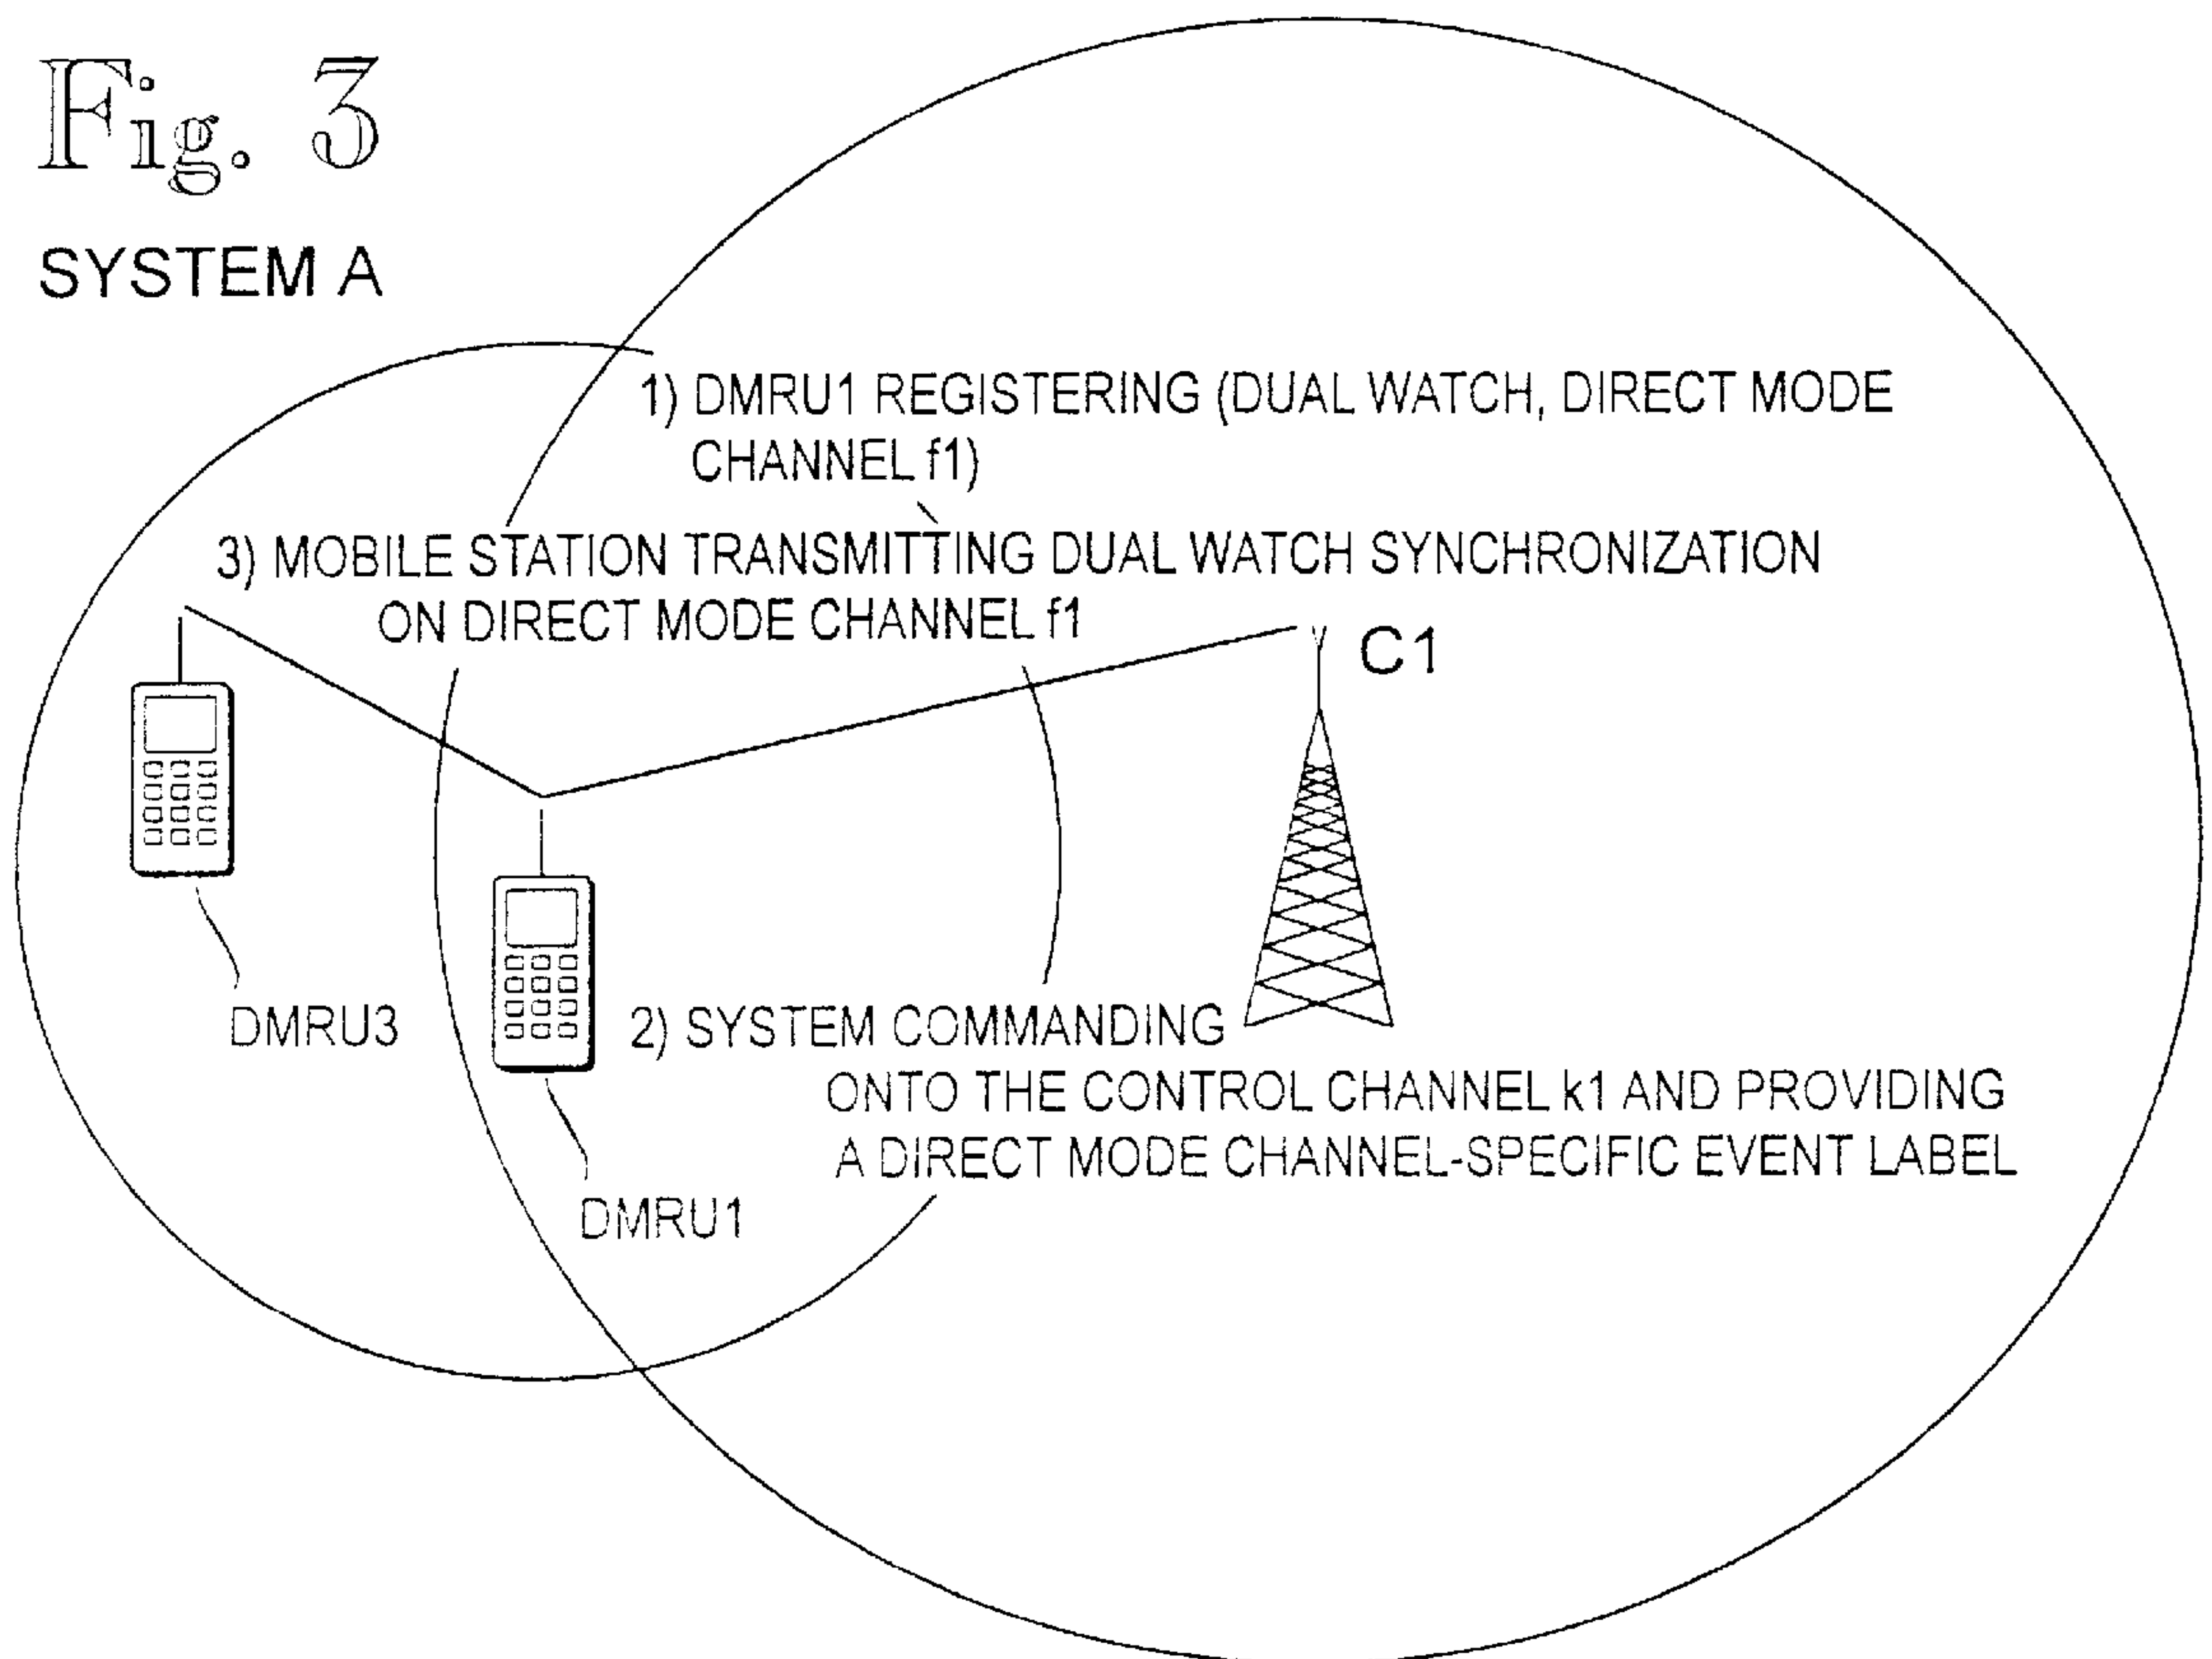 Fig. 3
SYSTEM A
1) DMRU1 REGISTERING (DUAL WATCH, DIRECT MODE
CHANNEL f1)
3) MOBILE STATION TRANSMITTING DUAL WATCH SYNCHRONIZATION
ON DIRECT MODE CHANNEL f1
C1
DMRU3
2) SYSTEM COMMANDING
ONTO THE CONTROL CHANNEL k1 AND PROVIDING
A DIRECT MODE CHANNEL-SPECIFIC EVENT LABEL
DMRU1